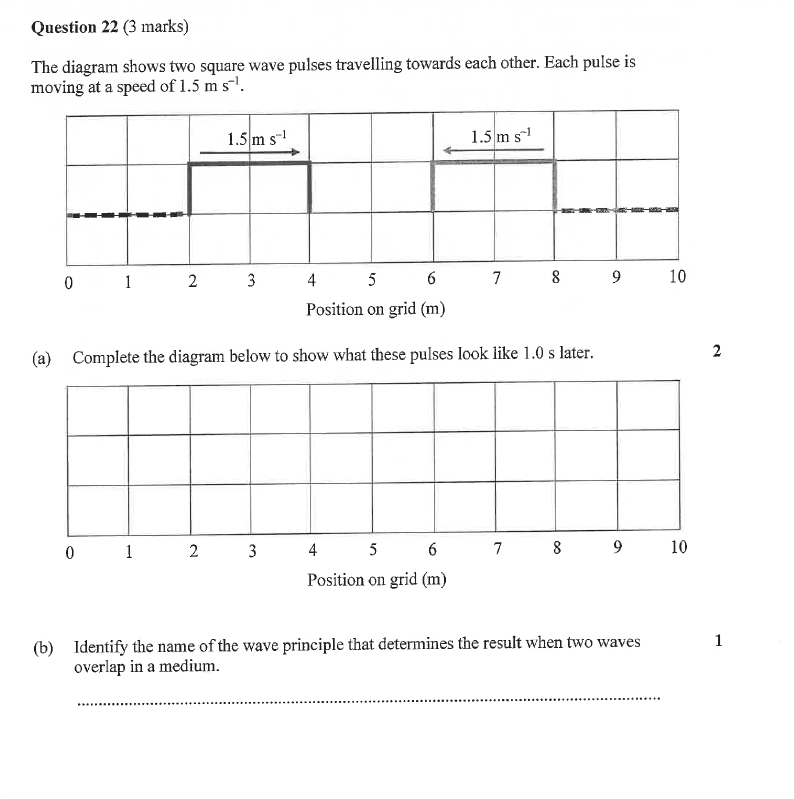 Question 22 (3 marks)
The diagram shows two square wave pulses travelling towards each other. Each pulse is
moving at a speed of 1.5 m s⁻¹.
1.5 m s⁻¹ 1.5 m s⁻¹
0 1 2 3 4 5 6 7 8 9 10
Position on grid (m)
(a) Complete the diagram below to show what these pulses look like 1.0 s later. 2
0 1 2 3 4 5 6 7 8 9 10
Position on grid (m)
(b) Identify the name of the wave principle that determines the result when two waves 1
overlap in a medium.